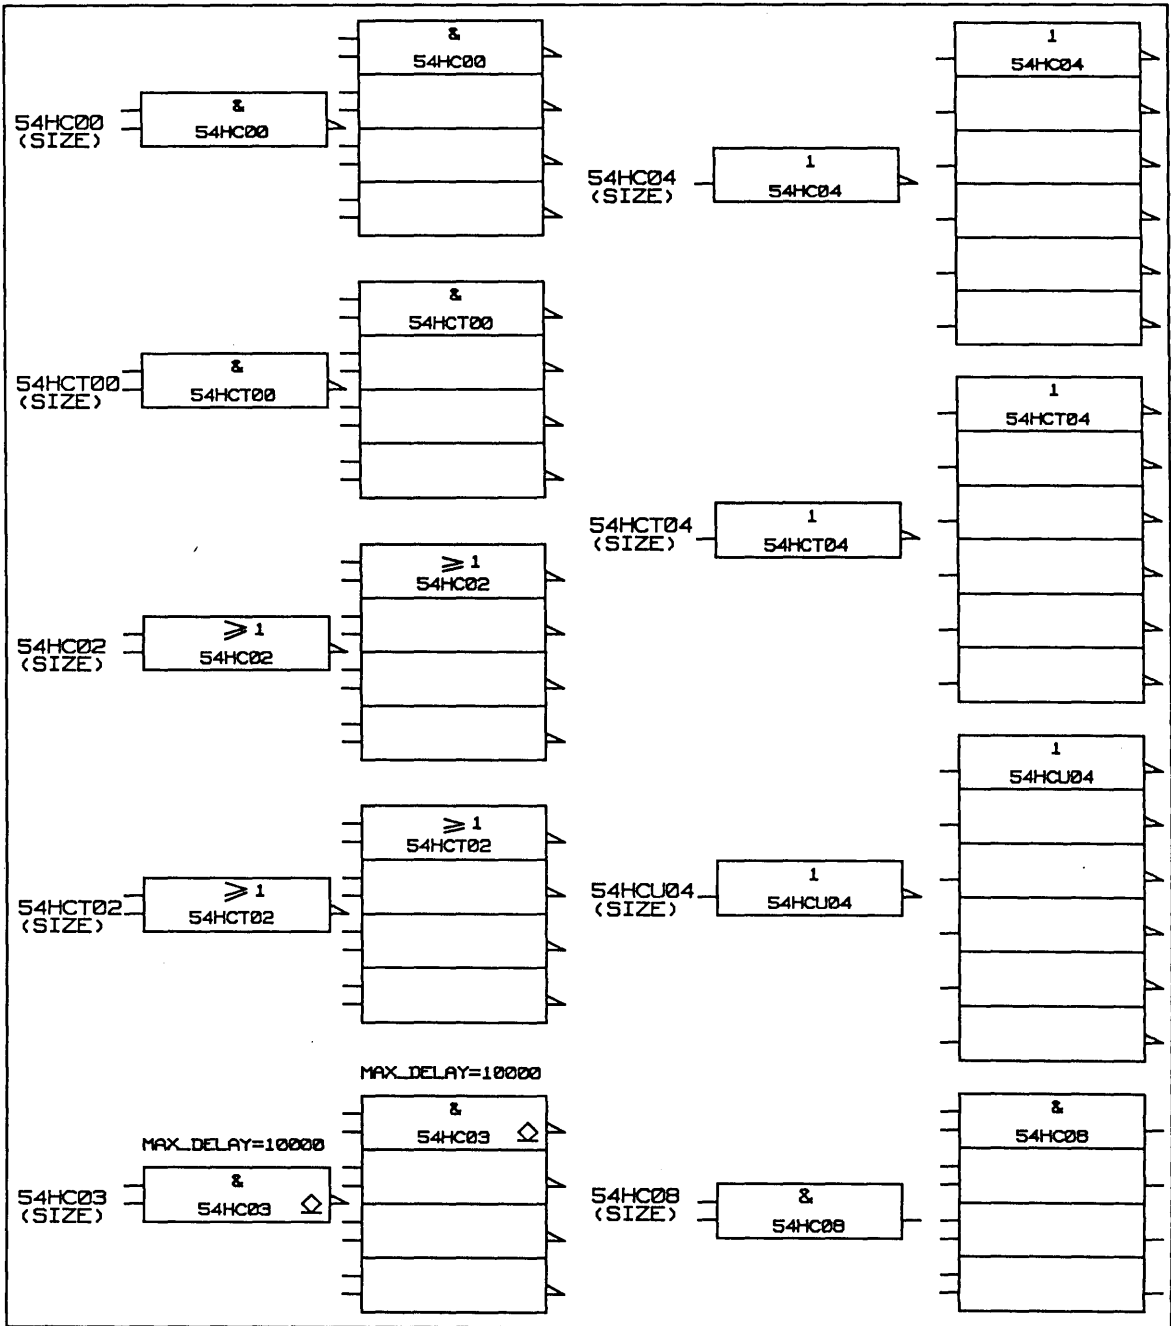 &
54HC00
54HC00
(SIZE)
&
54HC00
&
54HCT00
54HCT00
(SIZE)
&
54HCT00
≥ 1
54HC02
54HC02
(SIZE)
≥ 1
54HC02
≥ 1
54HCT02
54HCT02
(SIZE)
≥ 1
54HCT02
MAX_DELAY=10000
&
54HC03
MAX_DELAY=10000
54HC03
(SIZE)
&
54HC03
1
54HC04
54HC04
(SIZE)
1
54HC04
1
54HCT04
54HCT04
(SIZE)
1
54HCT04
1
54HCU04
54HCU04
(SIZE)
1
54HCU04
&
54HC08
54HC08
(SIZE)
&
54HC08